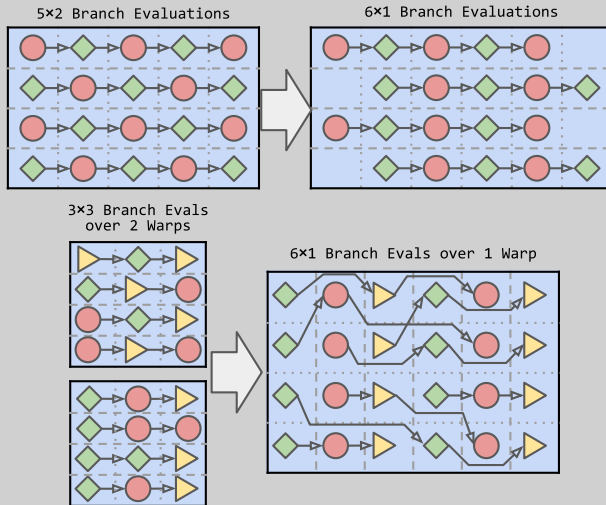 5×2 Branch Evaluations
6×1 Branch Evaluations
3×3 Branch Evals
over 2 Warps
6×1 Branch Evals over 1 Warp